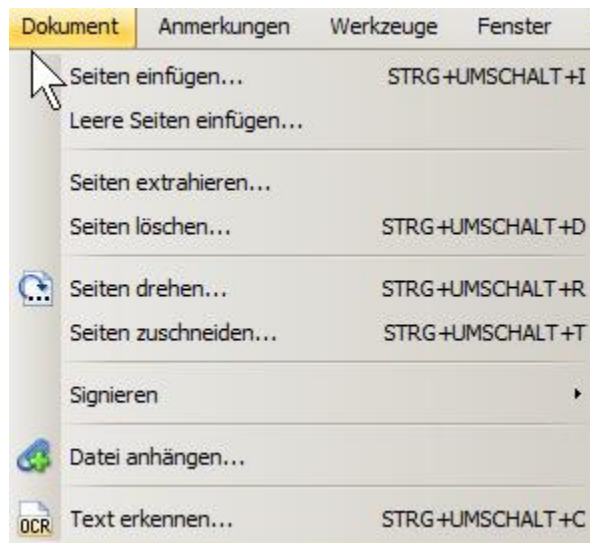 Dokument Anmerkungen Werkzeuge Fenster
Seiten einfügen... STRG+UMSCHALT+I
Leere Seiten einfügen...
Seiten extrahieren...
Seiten löschen... STRG+UMSCHALT+D
Seiten drehen... STRG+UMSCHALT+R
Seiten zuschneiden... STRG+UMSCHALT+T
Signieren
Datei anhängen...
OCR Text erkennen... STRG+UMSCHALT+C